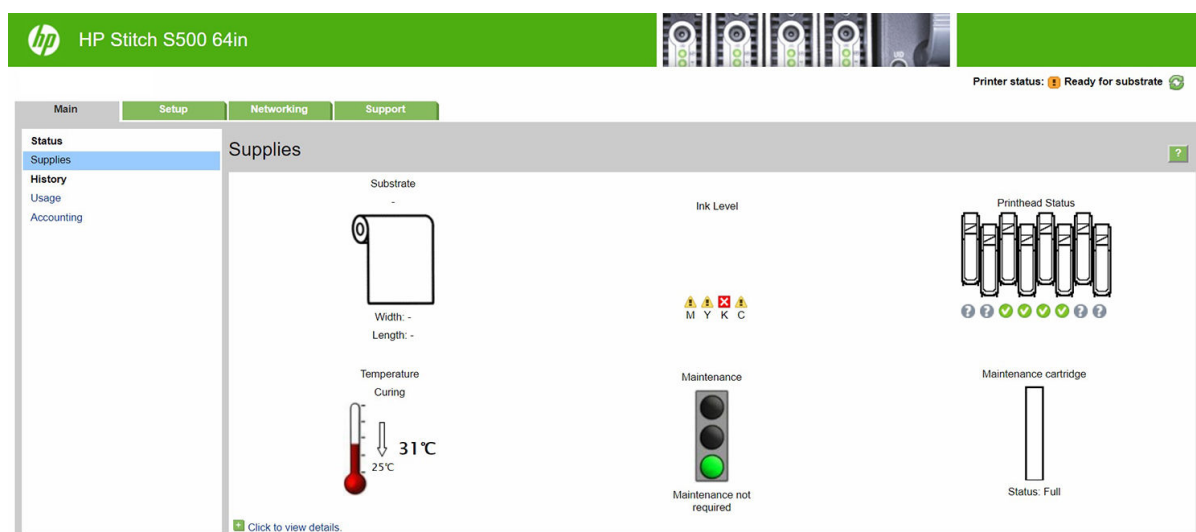 hp HP Stitch S500 64in
Printer status: Ready for substrate
Main Setup Networking Support
Status
Supplies
History
Usage
Accounting
Supplies
?
Substrate
-
Width: -
Length: -
Ink Level
M Y K C
Printhead Status
? ? ? ?
Temperature
Curing
31°C
25°C
Maintenance
Maintenance not
required
Maintenance cartridge
Status: Full
Click to view details.